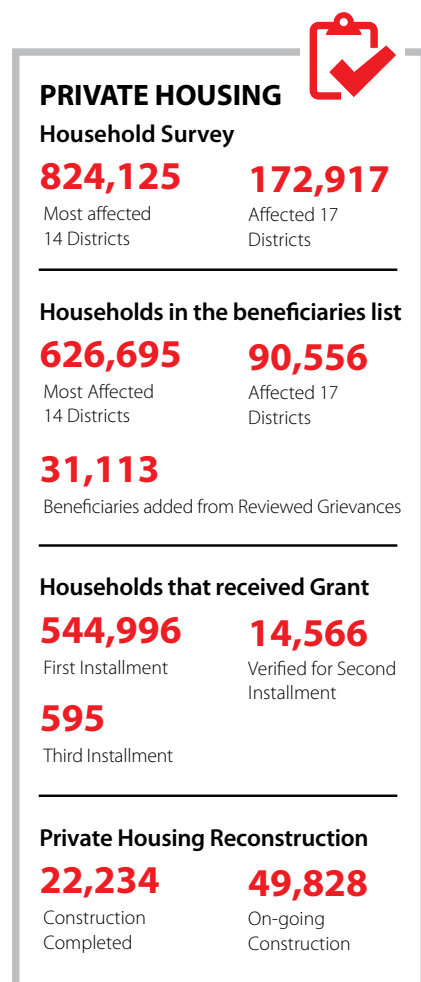 PRIVATE HOUSING
Household Survey
824,125
Most affected
14 Districts
172,917
Affected 17
Districts
Households in the beneficiaries list
626,695
Most Affected
14 Districts
90,556
Affected 17
Districts
31,113
Beneficiaries added from Reviewed Grievances
Households that received Grant
544,996
First Installment
14,566
Verified for Second
Installment
595
Third Installment
Private Housing Reconstruction
22,234
Construction
Completed
49,828
On-going
Construction